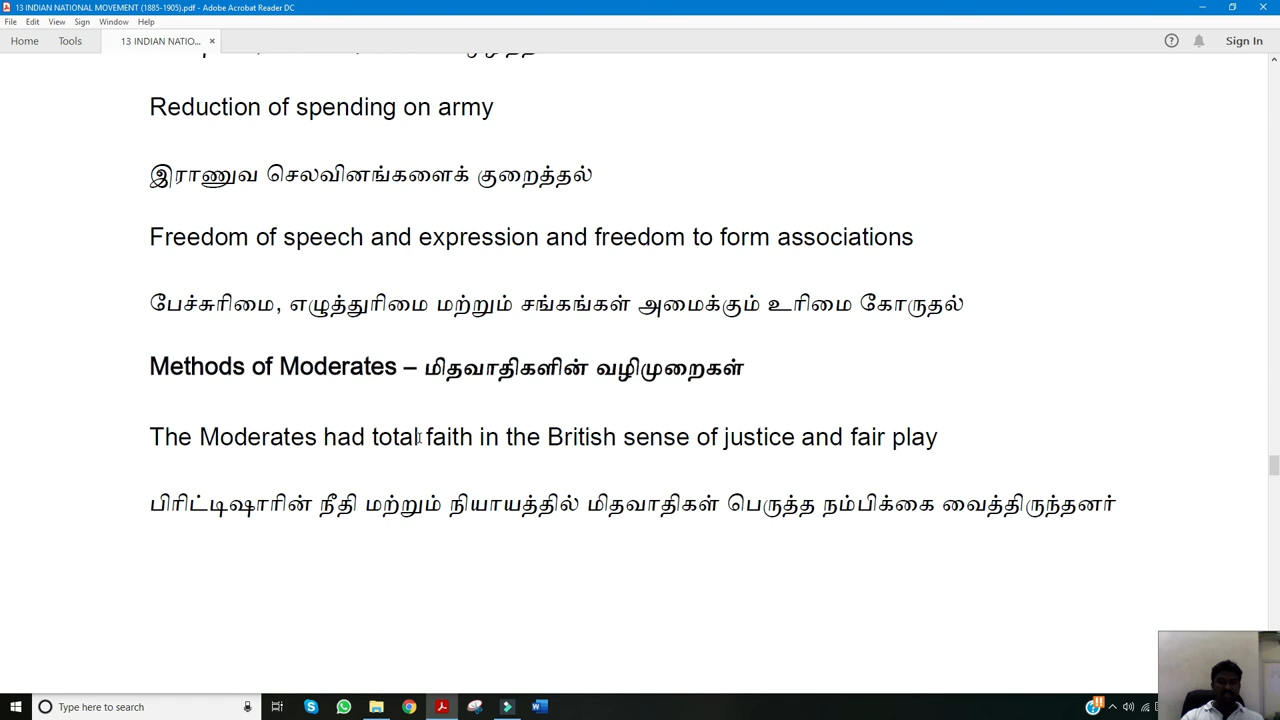 13 INDIAN NATIONAL MOVEMENT (1885-1905).pdf - Adobe Acrobat Reader DC
File Edit View Sign Window Help
Home Tools 13 INDIAN NATIO... × Sign In
Reduction of spending on army
இராணுவ செலவினங்களைக் குறைத்தல்
Freedom of speech and expression and freedom to form associations
பேச்சுரிமை, எழுத்துரிமை மற்றும் சங்கங்கள் அமைக்கும் உரிமை கோருதல்
Methods of Moderates – மிதவாதிகளின் வழிமுறைகள்
The Moderates had total faith in the British sense of justice and fair play
பிரிட்டிஷாரின் நீதி மற்றும் நியாயத்தில் மிதவாதிகள் பெருத்த நம்பிக்கை வைத்திருந்தனர்
Type here to search